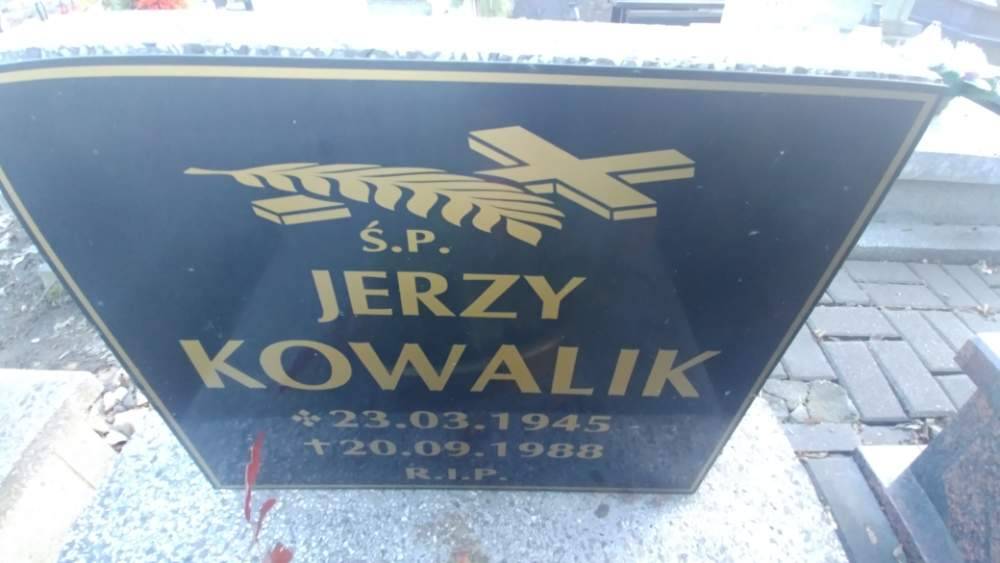 Ś.P.
JERZY
KOWALIK
✣23.03.1945
✝20.09.1988
R.I.P.